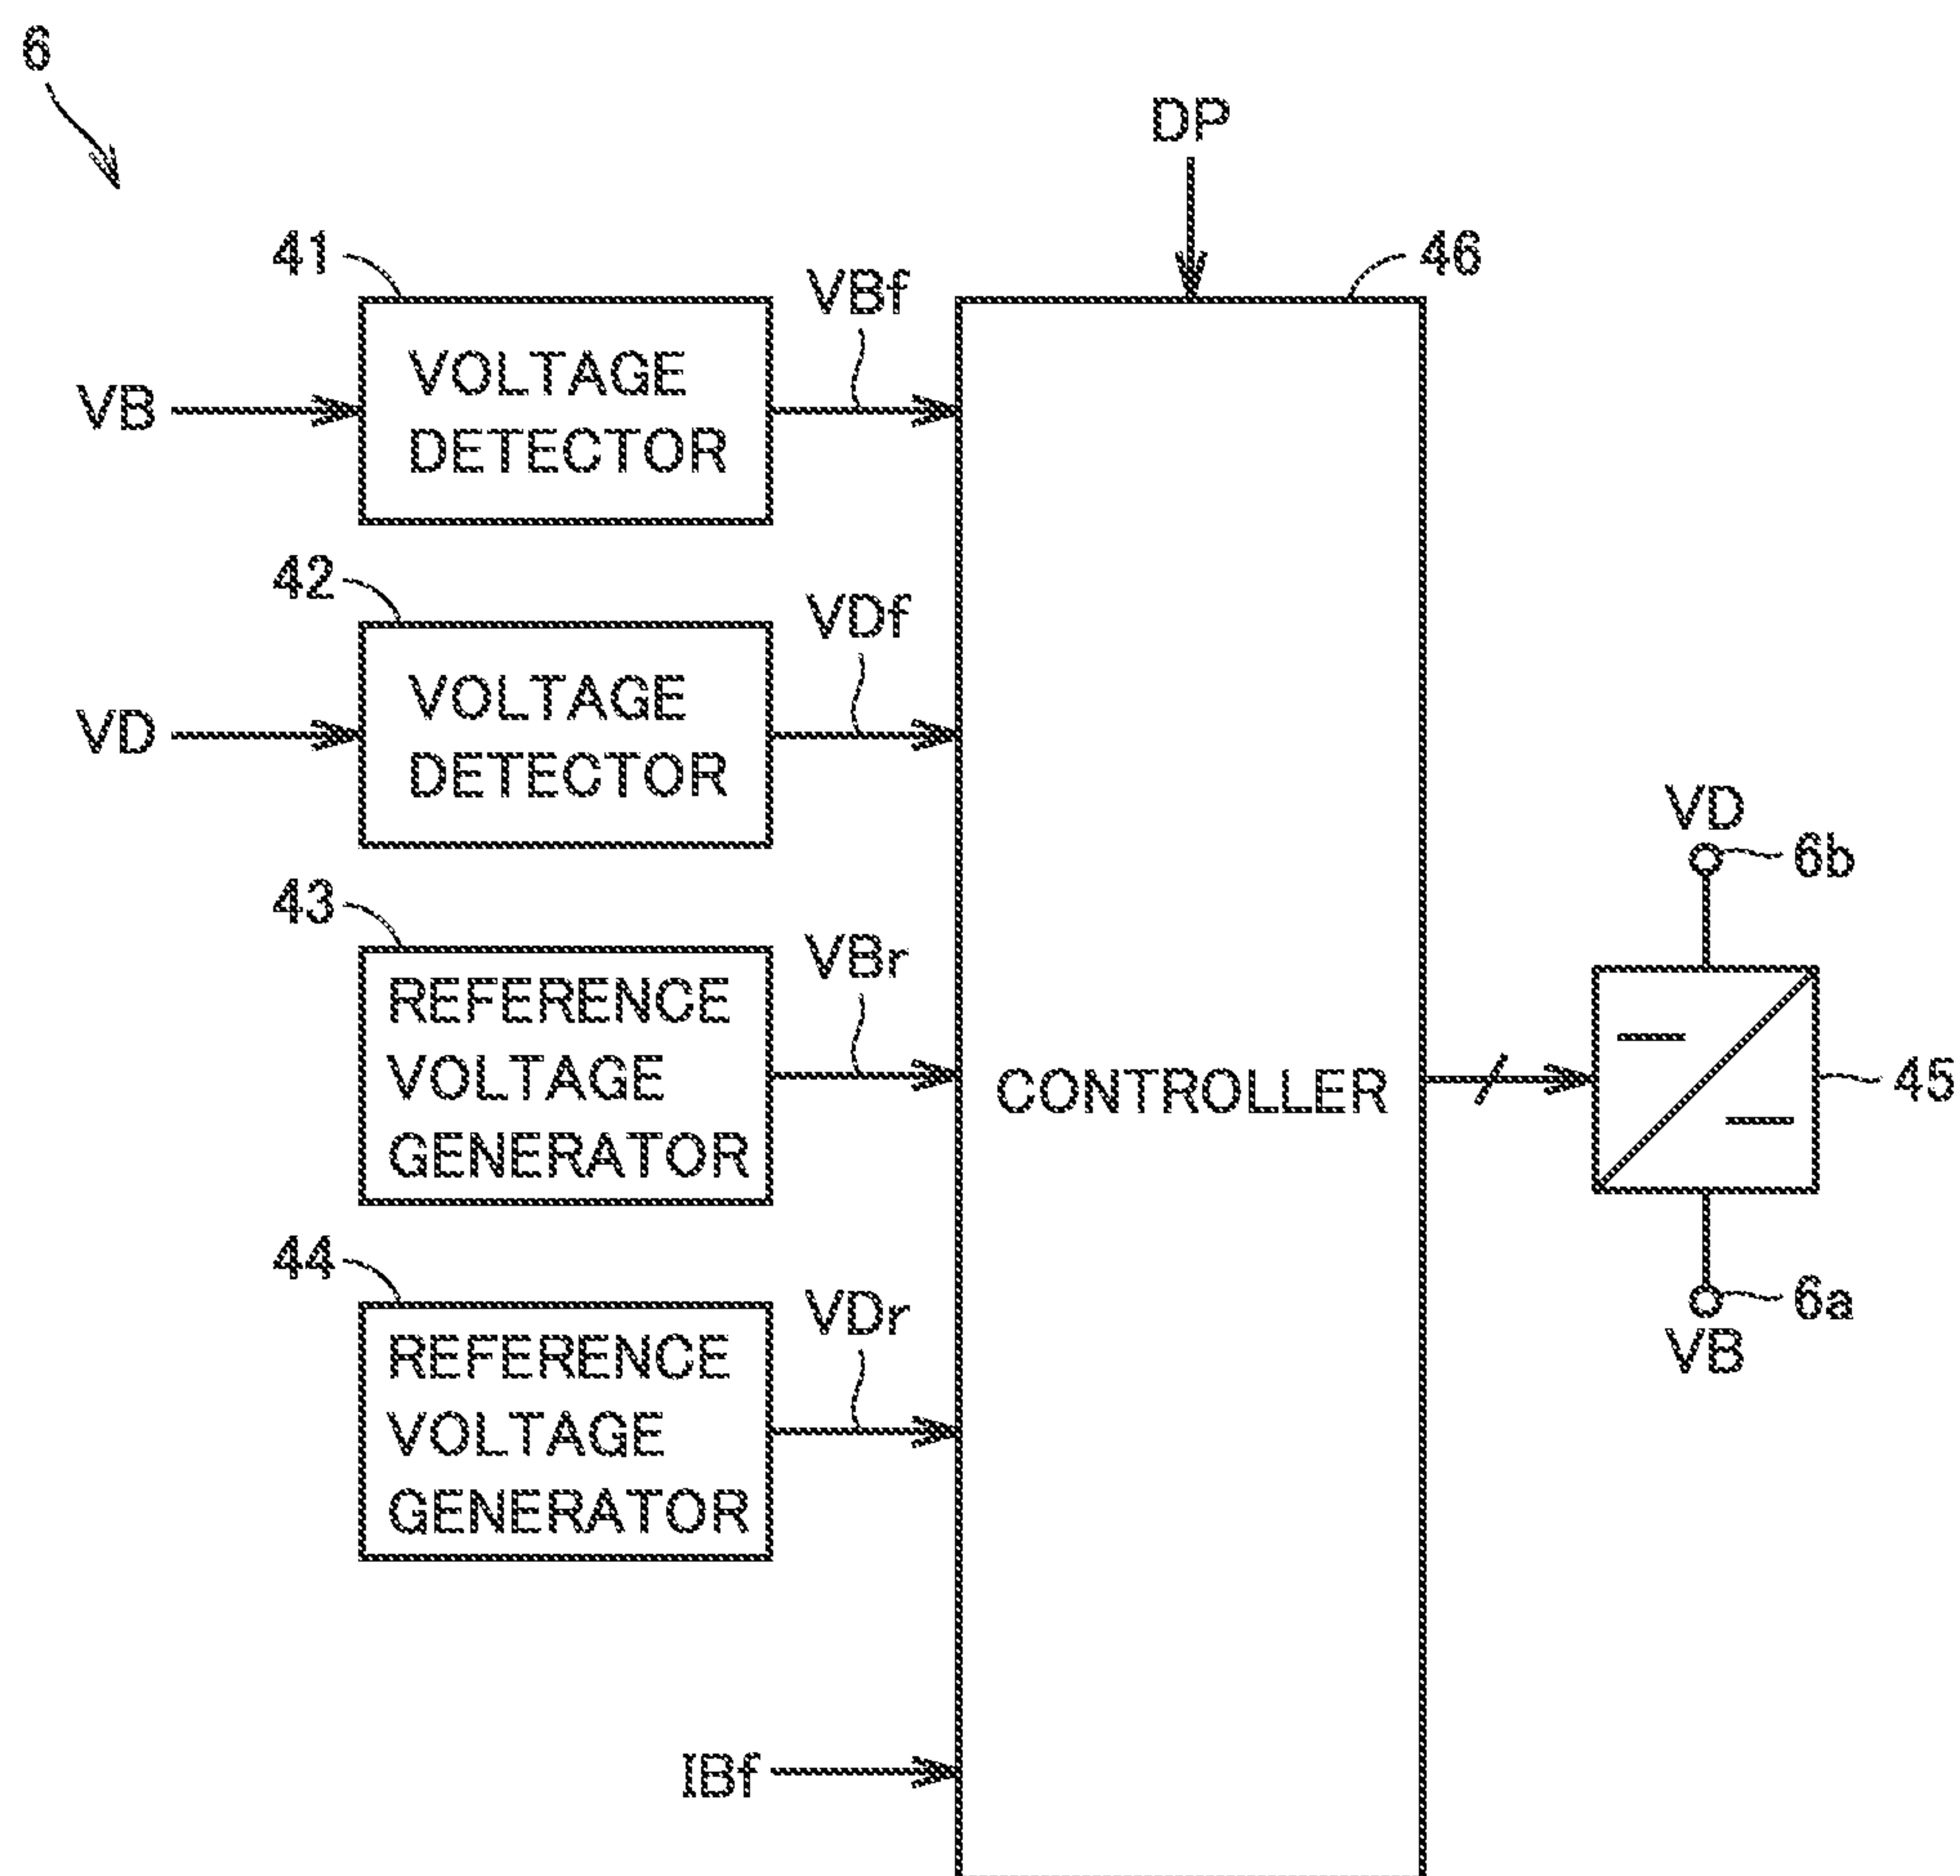 6
DP
41
46
VBf
VB
VOLTAGE
DETECTOR
42
VDf
VD
VOLTAGE
DETECTOR
VD
6b
43
VBr
REFERENCE
VOLTAGE
GENERATOR
CONTROLLER
45
44
VDr
6a
VB
REFERENCE
VOLTAGE
GENERATOR
IBf